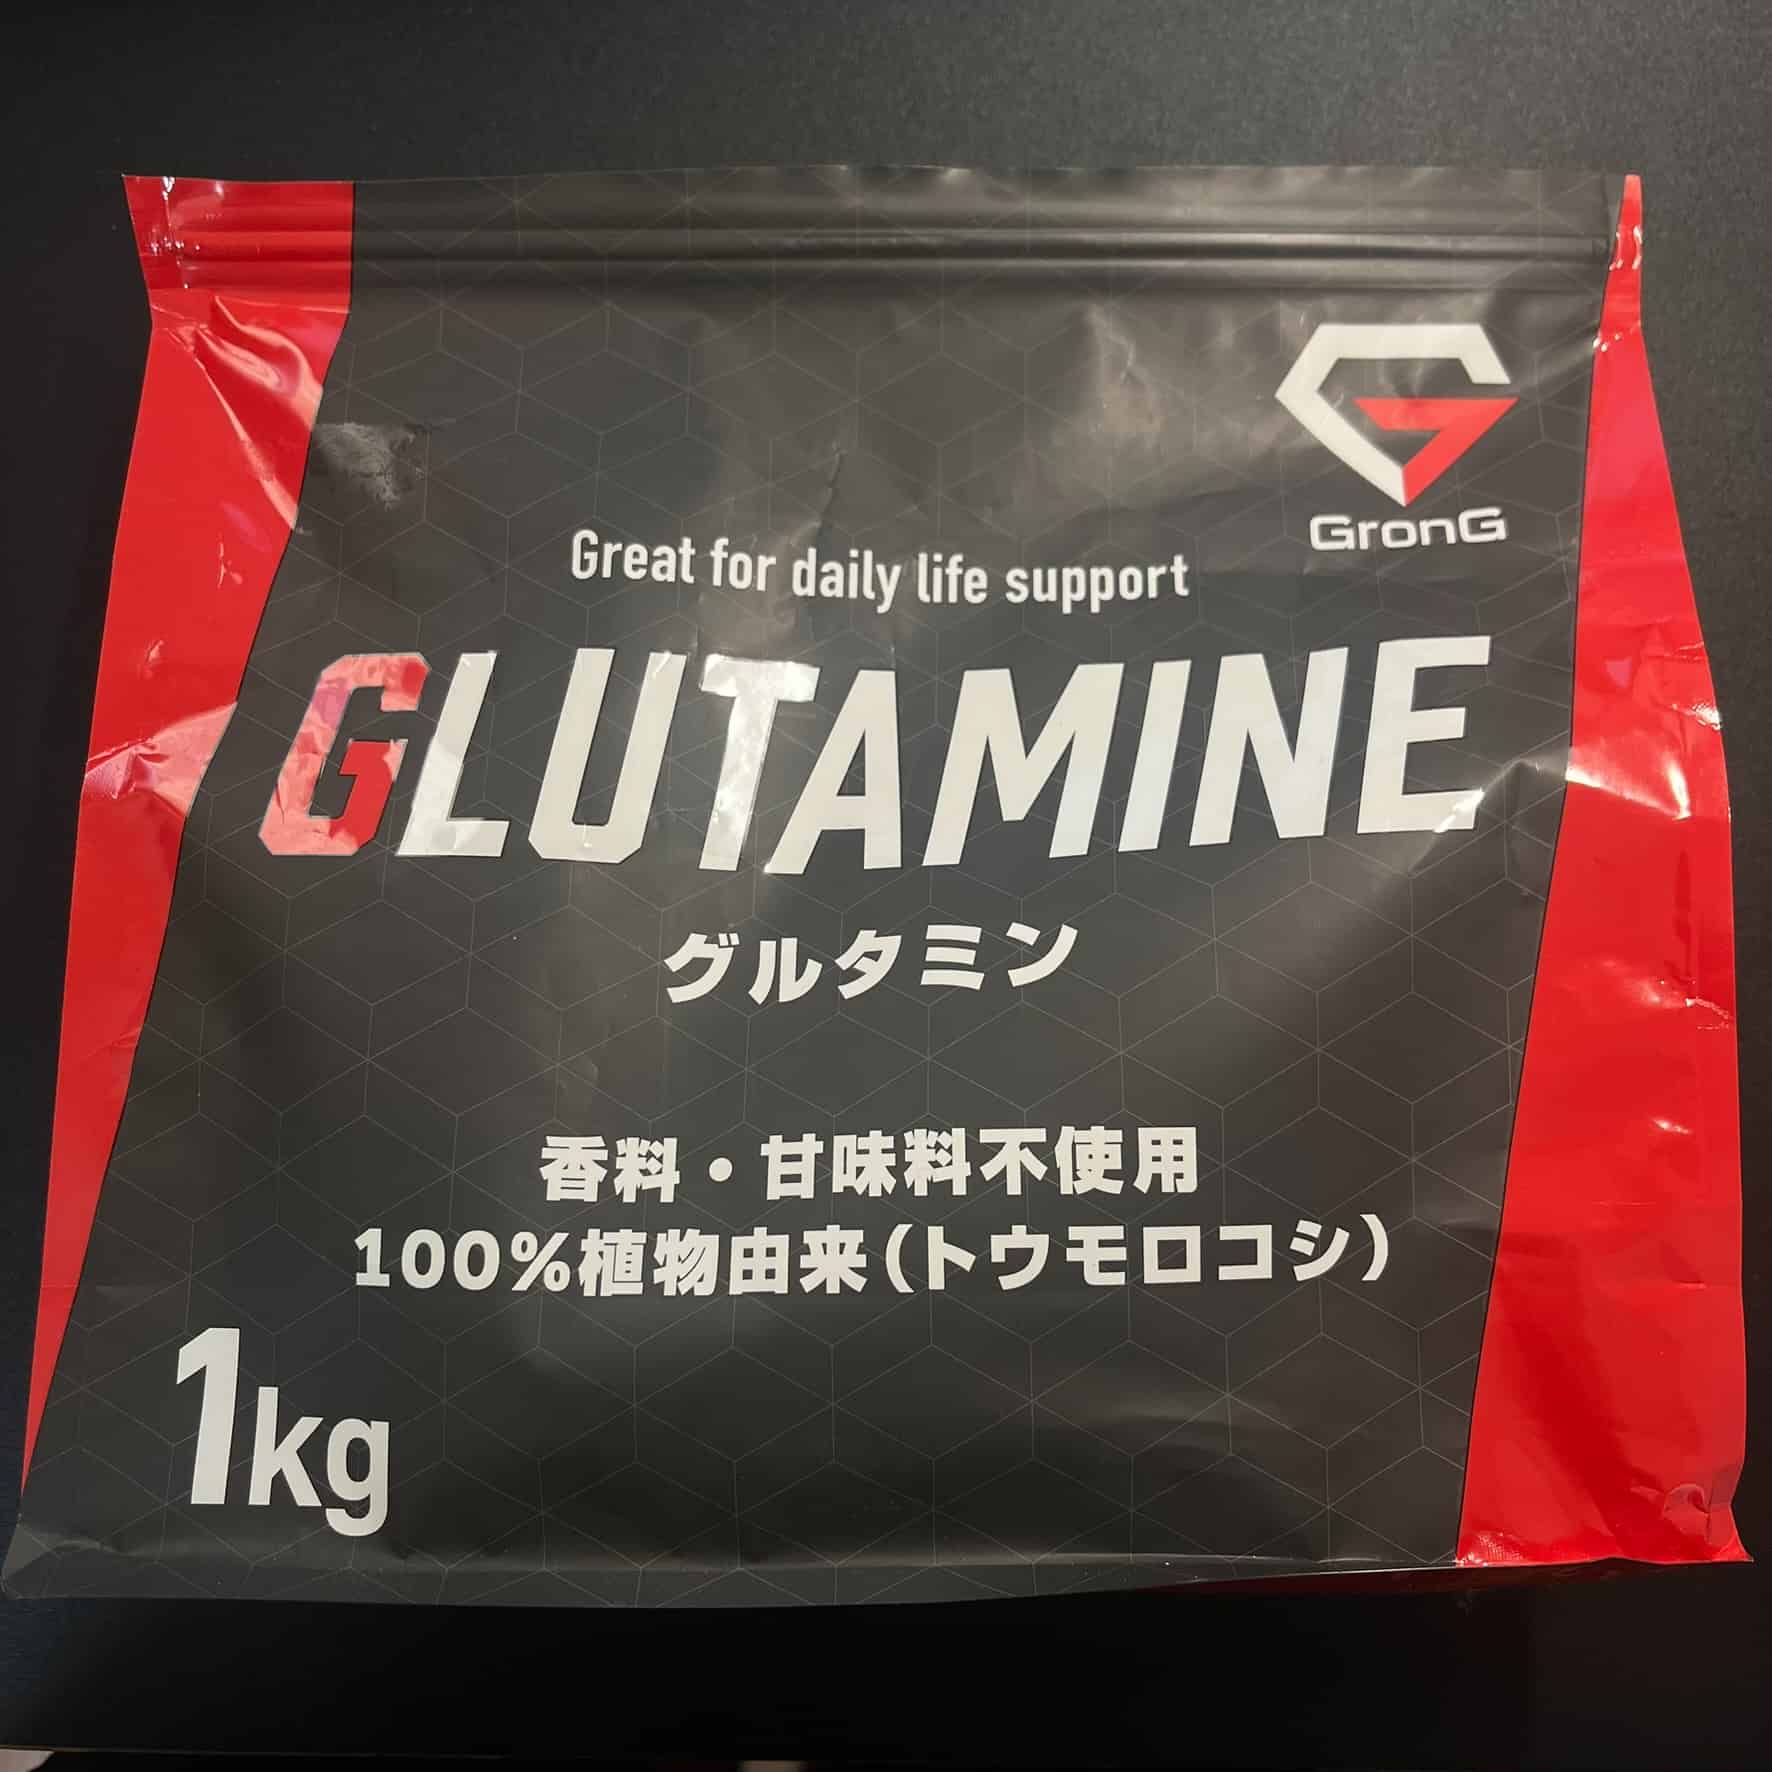 GronG
Great for daily life support
GLUTAMINE
グルタミン
香料・甘味料不使用
100%植物由来(トウモロコシ)
1kg